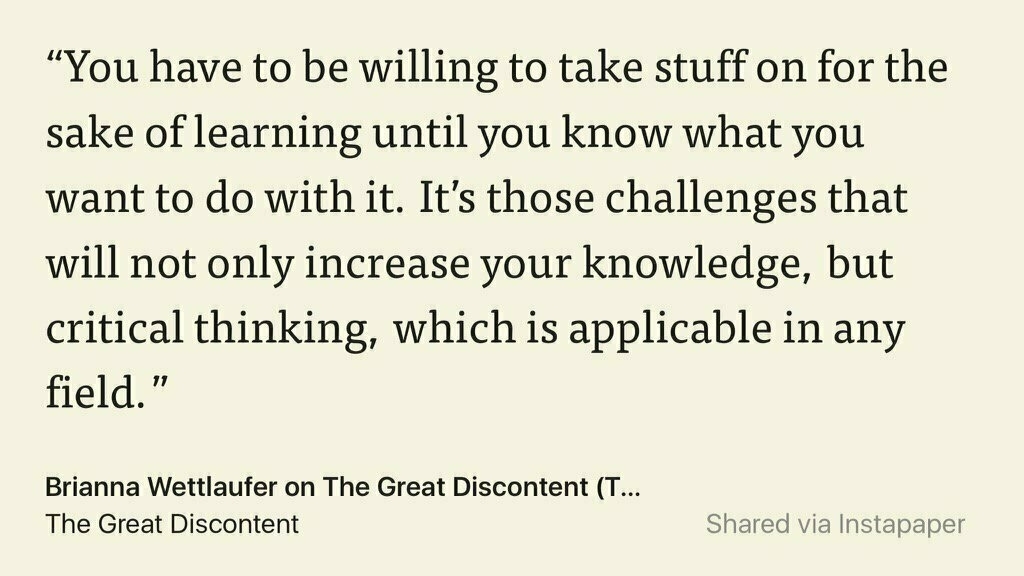 “You have to be willing to take stuff on for the
sake of learning until you know what you
want to do with it. It’s those challenges that
will not only increase your knowledge, but
critical thinking, which is applicable in any
field.”
Brianna Wettlaufer on The Great Discontent (T...
The Great Discontent
Shared via Instapaper